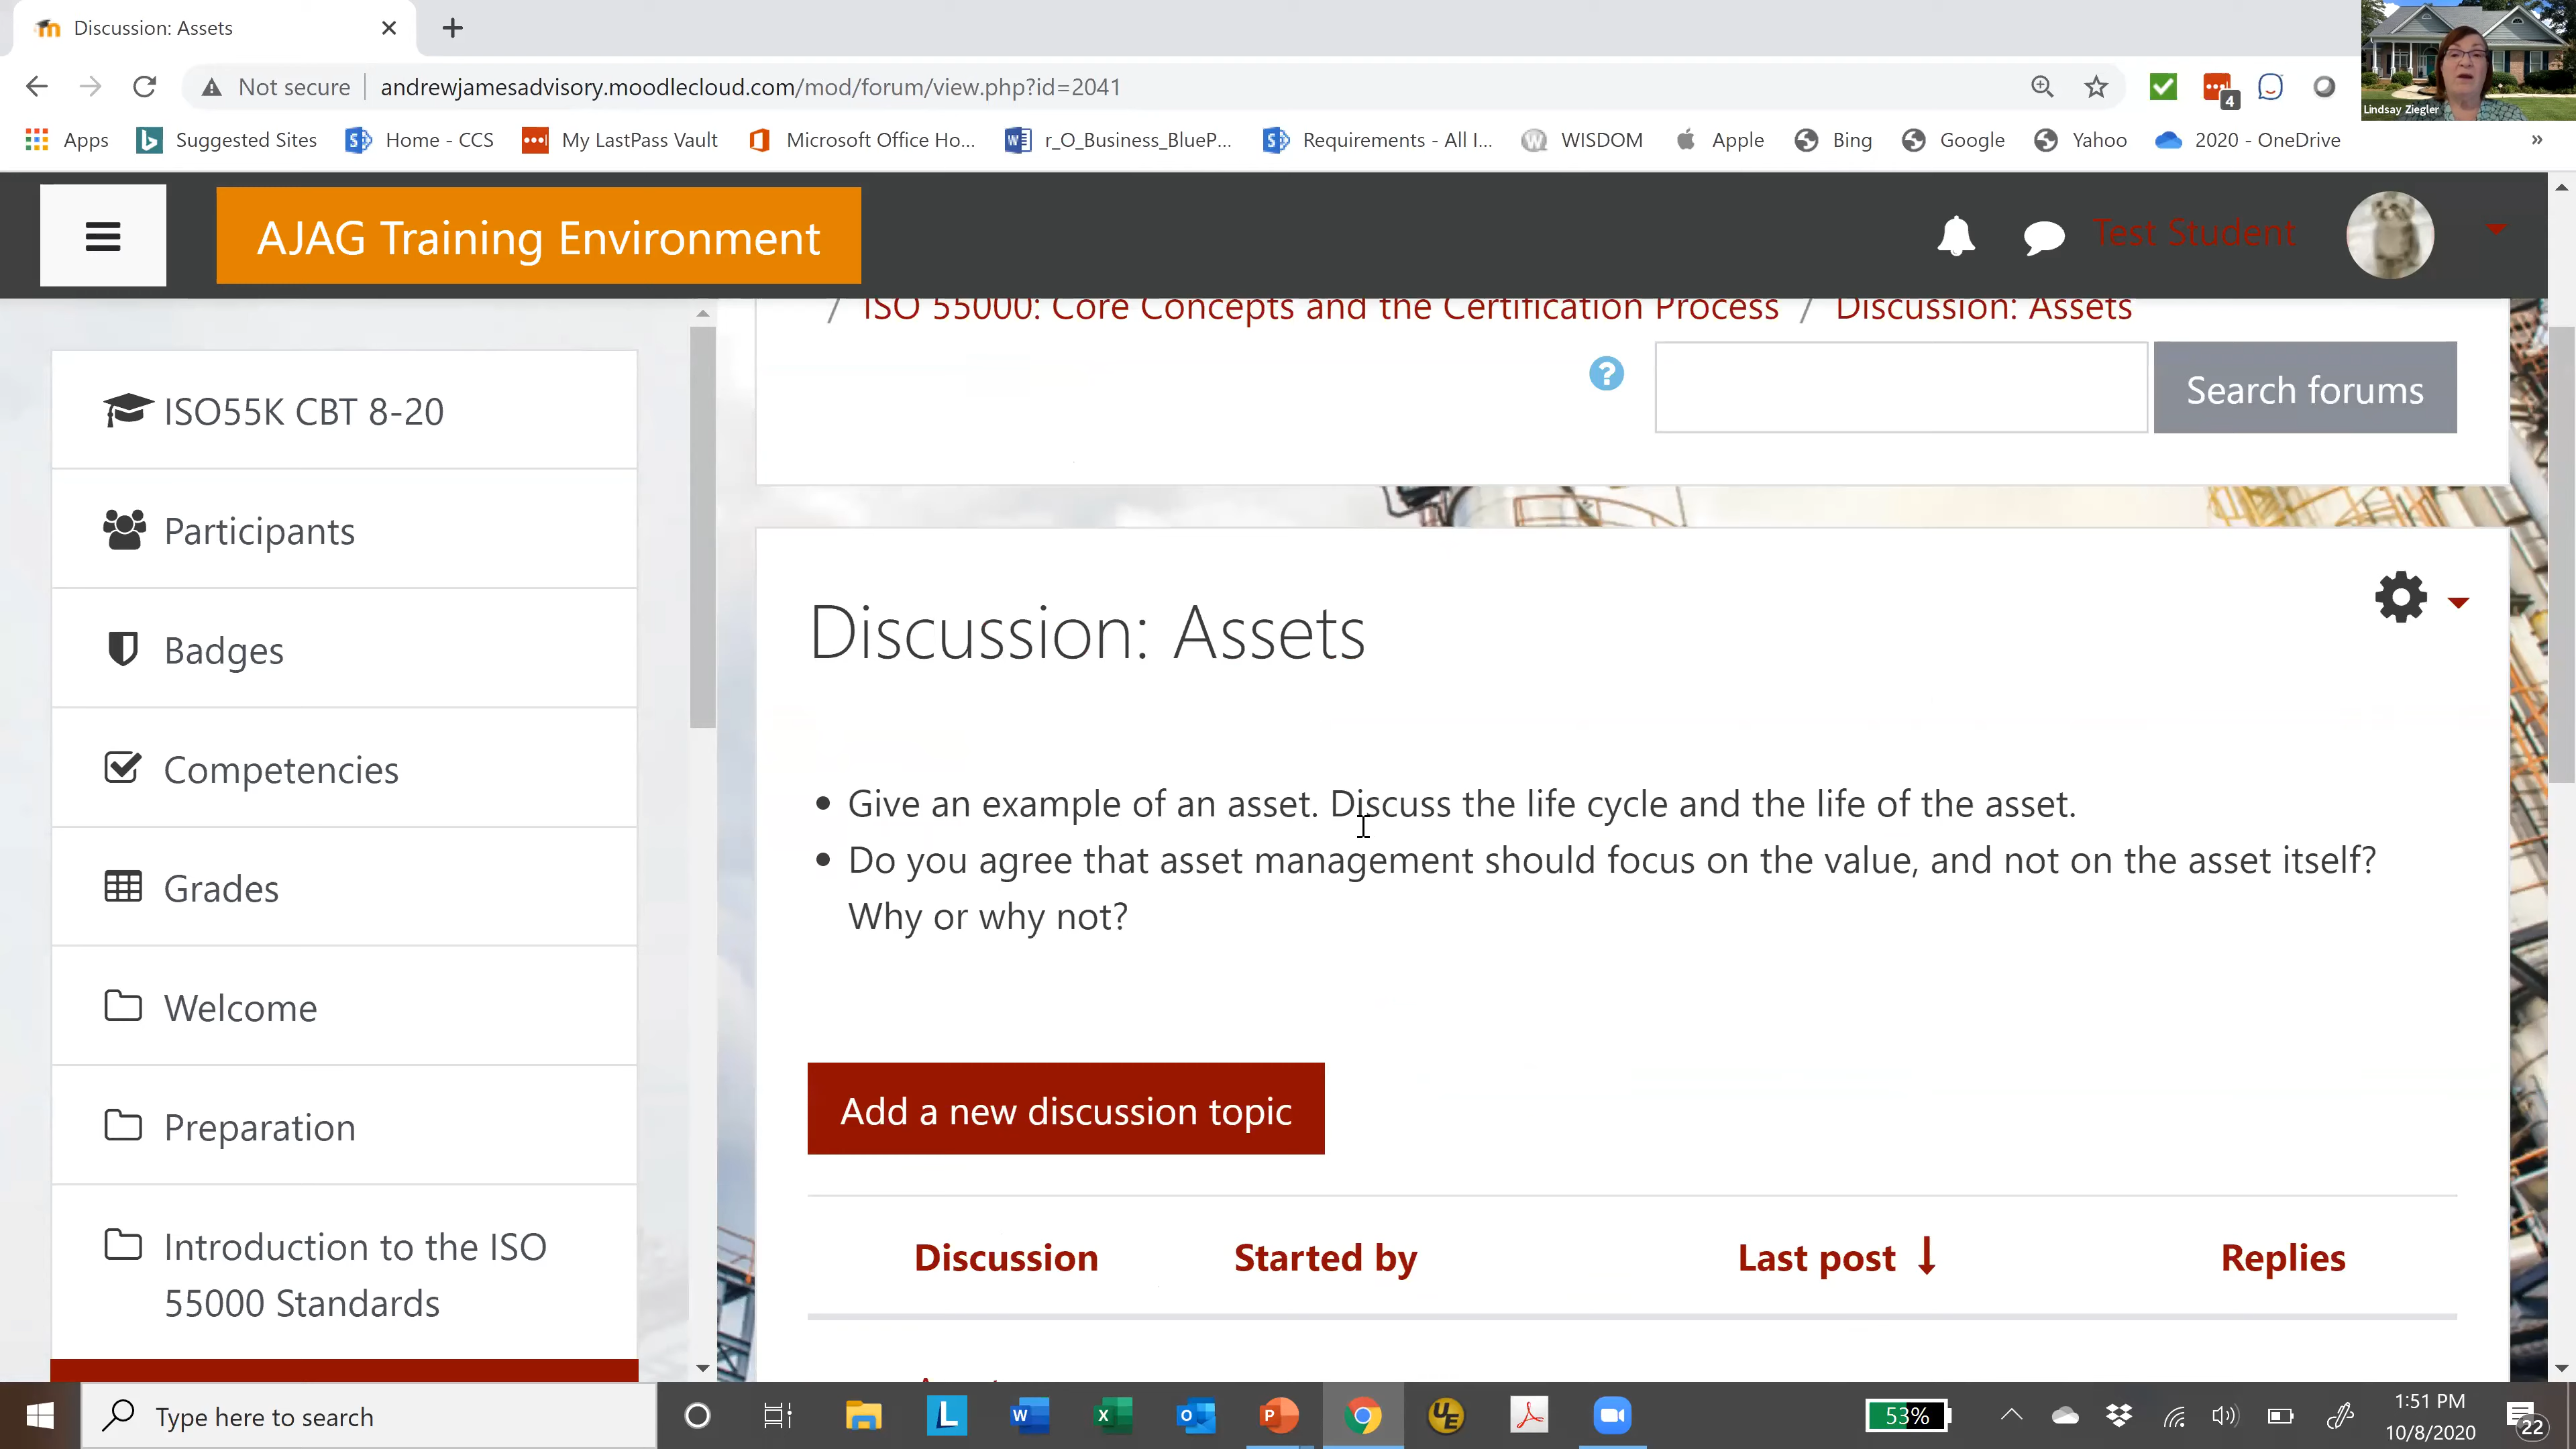 Discussion: Assets
Lindsay Ziegler
Not secure
andrewjamesadvisory.moodlecloud.com/mod/forum/view.php?id=2041
4
Apps
Suggested Sites
Home - CCS
My LastPass Vault
Microsoft Office Ho...
r_O_Business_BlueP...
Requirements - All I...
WISDOM
Apple
Bing
Google
Yahoo
2020 - OneDrive
»
AJAG Training Environment
Test Student
/ ISO 55000: Core Concepts and the Certification Process / Discussion: Assets
Search forums
ISO55K CBT 8-20
Participants
Badges
Competencies
Grades
Welcome
Preparation
Introduction to the ISO
55000 Standards
Discussion: Assets
• Give an example of an asset. Discuss the life cycle and the life of the asset.
• Do you agree that asset management should focus on the value, and not on the asset itself?
Why or why not?
Add a new discussion topic
Discussion Started by Last post ↓ Replies
Type here to search
53%
1:51 PM
10/8/2020
22